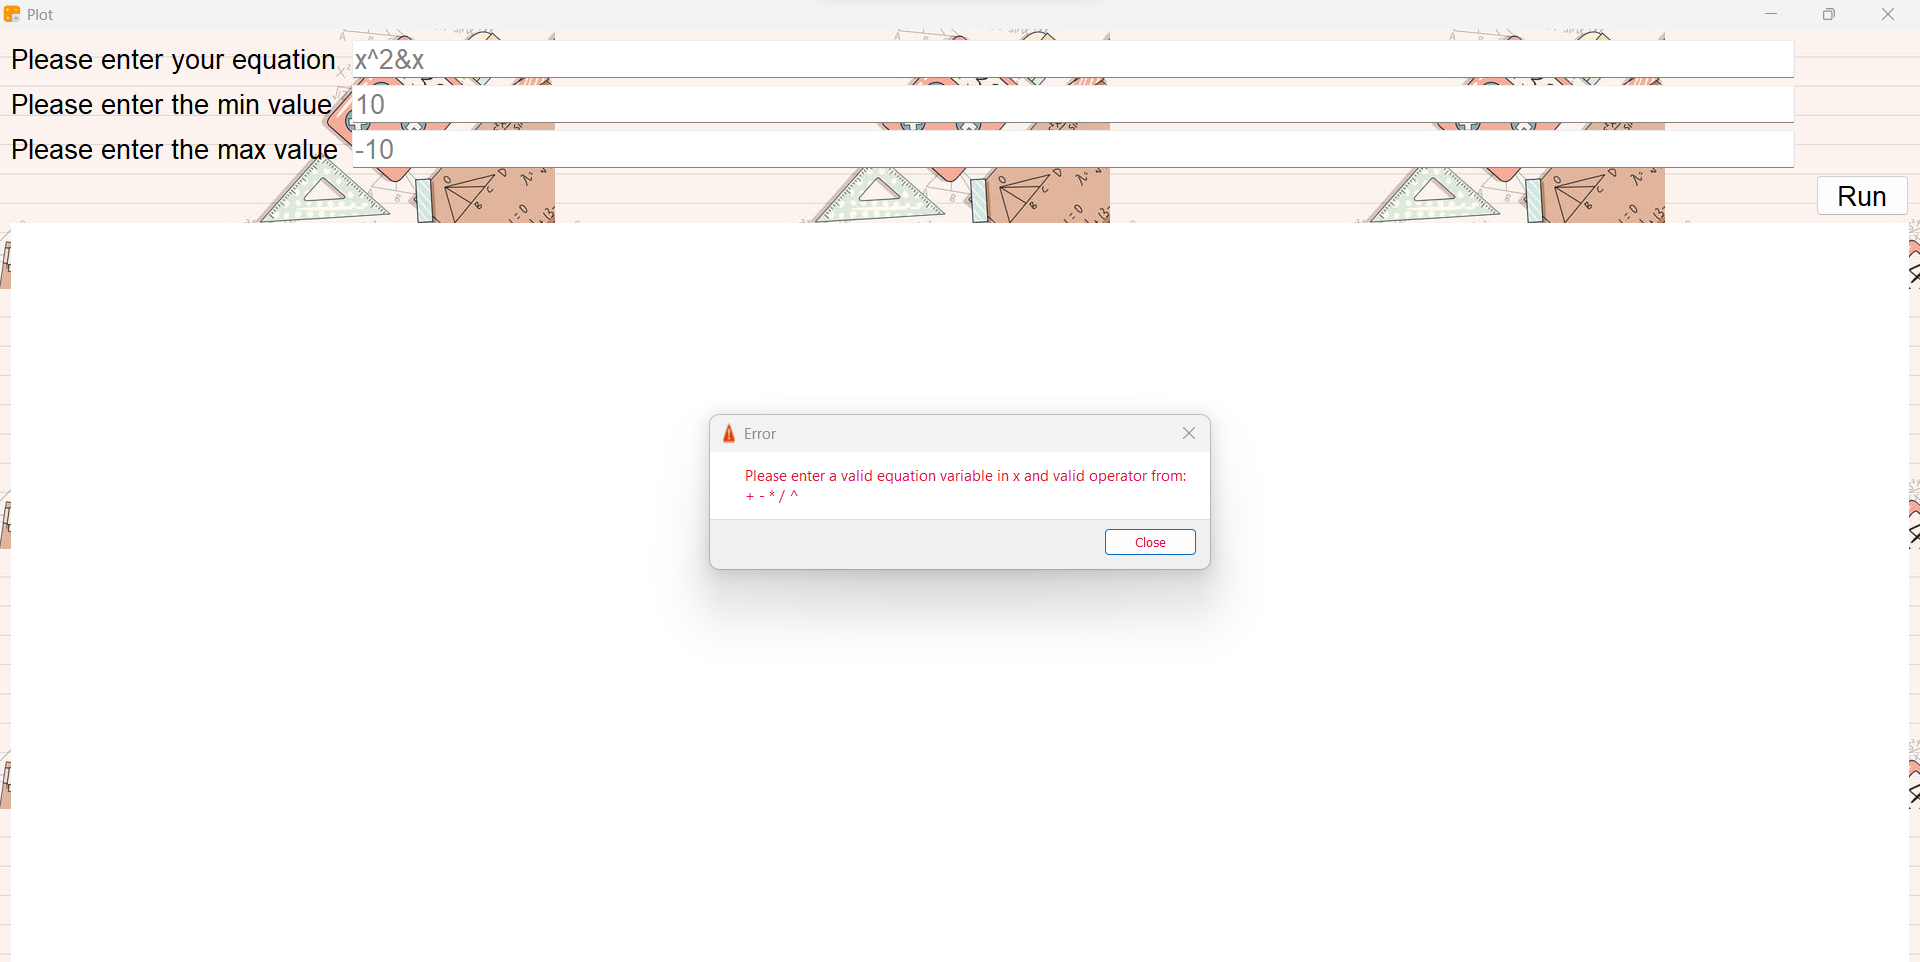 Plot
Please enter your equation x^2&x
Please enter the min value 10
Please enter the max value -10
Run
Error
Please enter a valid equation variable in x and valid operator from:
+ - * / ^
Close